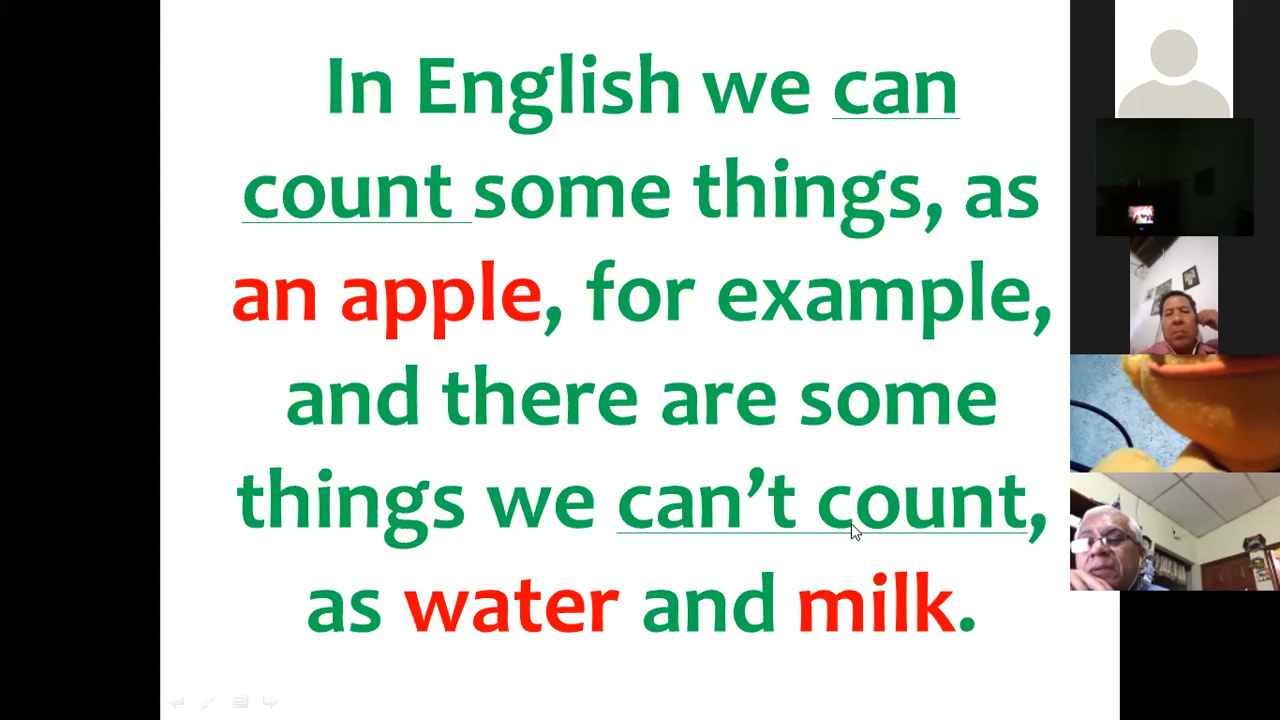 In English we can
count some things, as
an apple, for example,
and there are some
things we can’t count,
as water and milk.